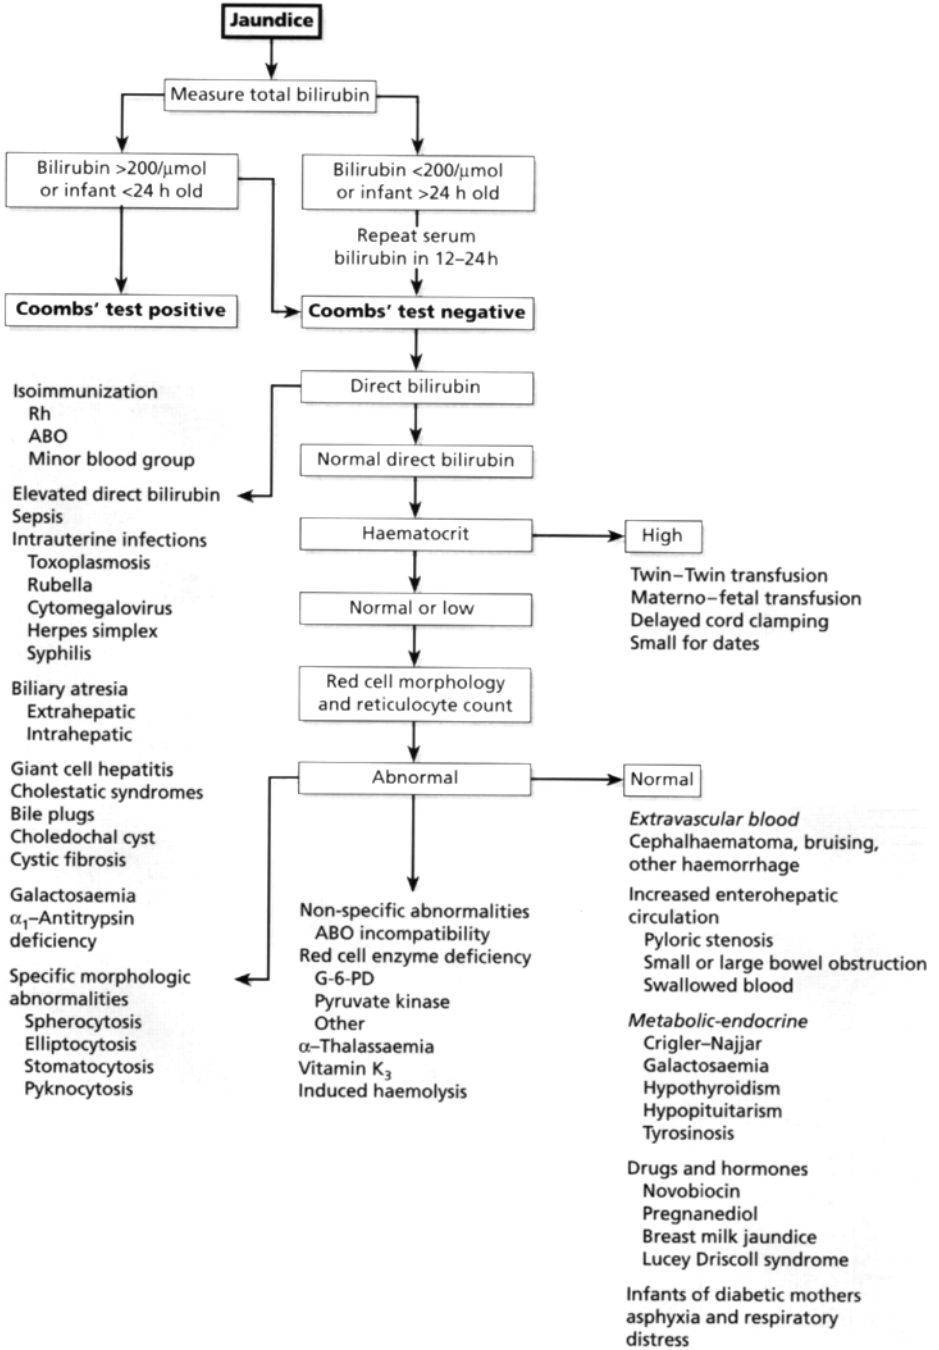 Jaundice
Measure total bilirubin
Bilirubin >200/μmol
or infant <24 h old
Bilirubin <200/μmol
or infant >24 h old
Repeat serum
bilirubin in 12–24h
Coombs' test positive
Coombs' test negative
Isoimmunization
Rh
ABO
Minor blood group
Elevated direct bilirubin
Sepsis
Intrauterine infections
Toxoplasmosis
Rubella
Cytomegalovirus
Herpes simplex
Syphilis
Biliary atresia
Extrahepatic
Intrahepatic
Giant cell hepatitis
Cholestatic syndromes
Bile plugs
Choledochal cyst
Cystic fibrosis
Galactosaemia
α₁–Antitrypsin
deficiency
Specific morphologic
abnormalities
Spherocytosis
Elliptocytosis
Stomatocytosis
Pyknocytosis
Direct bilirubin
Normal direct bilirubin
Haematocrit
Normal or low
Red cell morphology
and reticulocyte count
Abnormal
Non-specific abnormalities
ABO incompatibility
Red cell enzyme deficiency
G-6-PD
Pyruvate kinase
Other
α–Thalassaemia
Vitamin K₃
Induced haemolysis
High
Twin–Twin transfusion
Materno–fetal transfusion
Delayed cord clamping
Small for dates
Normal
Extravascular blood
Cephalhaematoma, bruising,
other haemorrhage
Increased enterohepatic
circulation
Pyloric stenosis
Small or large bowel obstruction
Swallowed blood
Metabolic-endocrine
Crigler–Najjar
Galactosaemia
Hypothyroidism
Hypopituitarism
Tyrosinosis
Drugs and hormones
Novobiocin
Pregnanediol
Breast milk jaundice
Lucey Driscoll syndrome
Infants of diabetic mothers
asphyxia and respiratory
distress